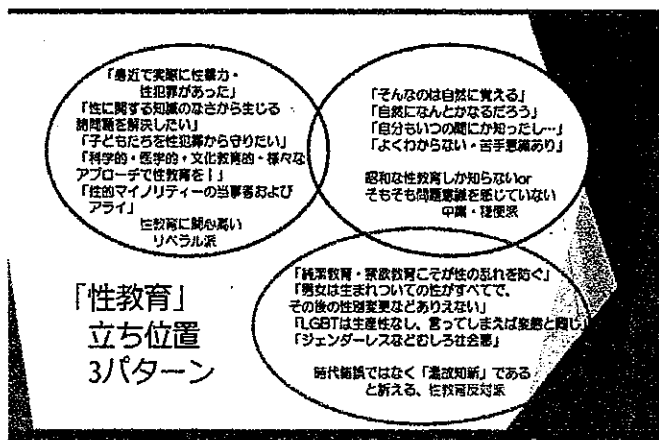 「身近で実際に性暴力・
性犯罪があった」
「性に関する知識のなさから生じる
諸問題を解決したい」
「子どもたちを性犯罪から守りたい」
「科学的・医学的・文化教育的・様々な
アプローチで性教育を！」
「性的マイノリティーの当事者および
アライ」
性教育に関心高い
リベラル派
「そんなのは自然に覚える」
「自然になんとかなるだろう」
「自分もいつの間にか知ったし…」
「よくわからない・苦手意識あり」
昭和な性教育しか知らないor
そもそも問題意識を感じていない
中庸・穏便派
「純潔教育・禁欲教育こそが性の乱れを防ぐ」
「男女は生まれついての性がすべてで、
その後の性別変更などありえない」
「LGBTは生産性なし、言ってしまえば変態と同じ」
「ジェンダーレスなどむしろ社会悪」
時代錯誤ではなく「温故知新」である
と訴える、性教育反対派
「性教育」
立ち位置
3パターン